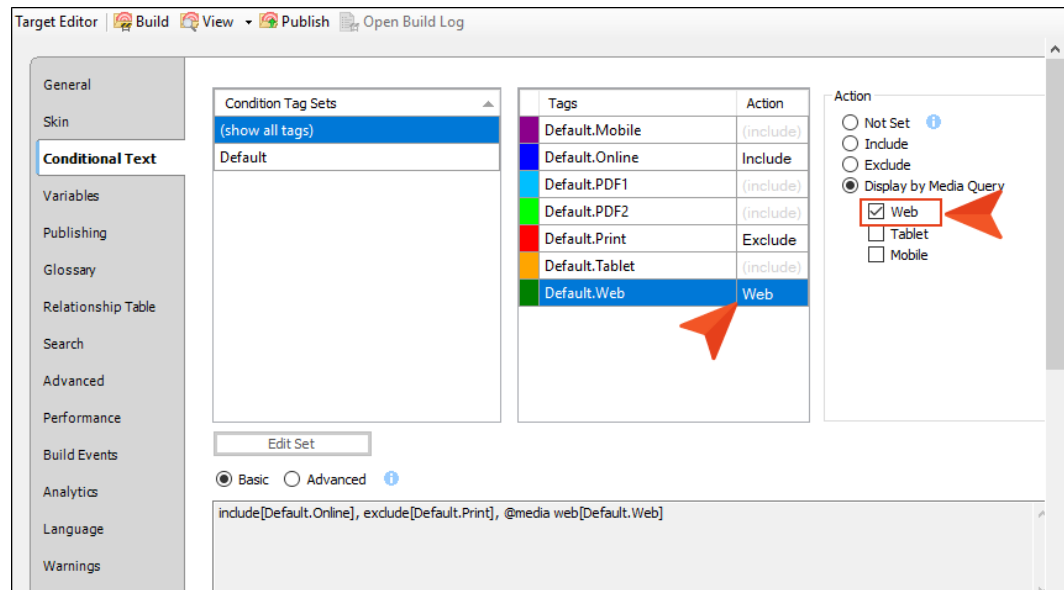 Target Editor Build View Publish Open Build Log
General
Skin
Conditional Text
Variables
Publishing
Glossary
Relationship Table
Search
Advanced
Performance
Build Events
Analytics
Language
Warnings
Condition Tag Sets
(show all tags)
Default
Tags Action
Default.Mobile (include)
Default.Online Include
Default.PDF1 (include)
Default.PDF2 (include)
Default.Print Exclude
Default.Tablet (include)
Default.Web Web
Action
Not Set
Include
Exclude
Display by Media Query
Web
Tablet
Mobile
Edit Set
Basic Advanced
include[Default.Online], exclude[Default.Print], @media web[Default.Web]